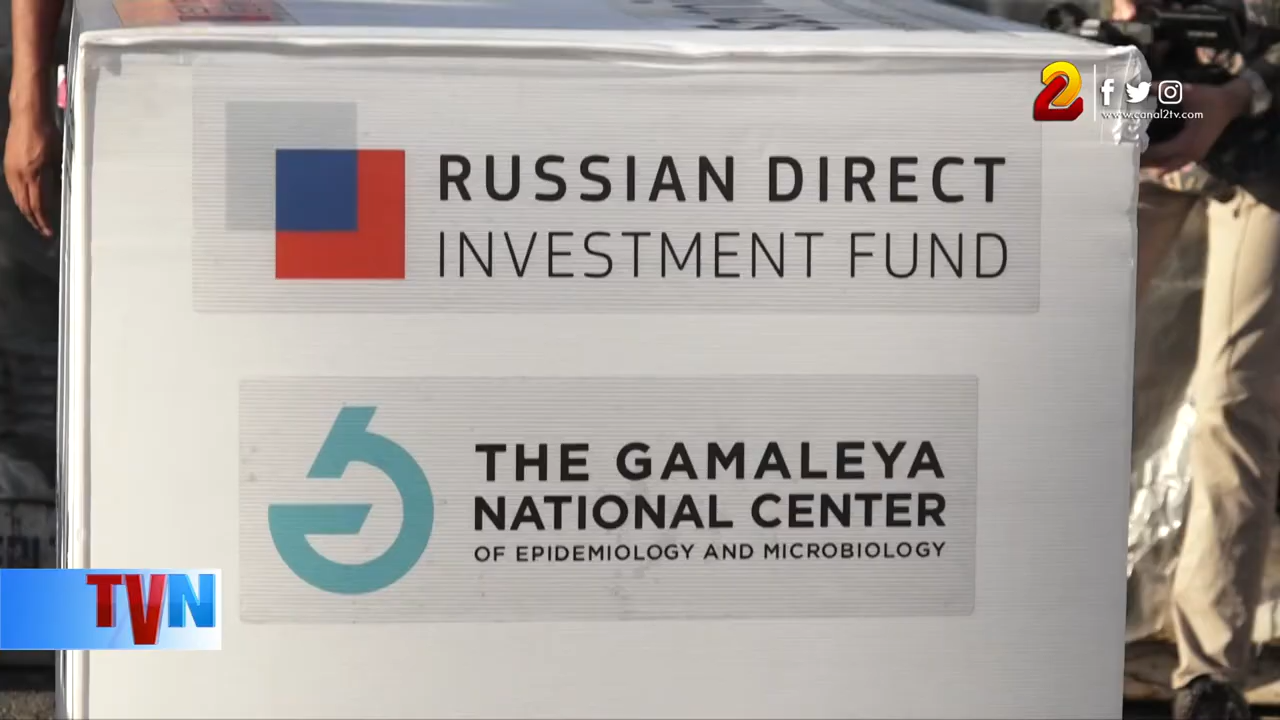 2
www.canal2tv.com
RUSSIAN DIRECT
INVESTMENT FUND
THE GAMALEYA
NATIONAL CENTER
OF EPIDEMIOLOGY AND MICROBIOLOGY
TVN